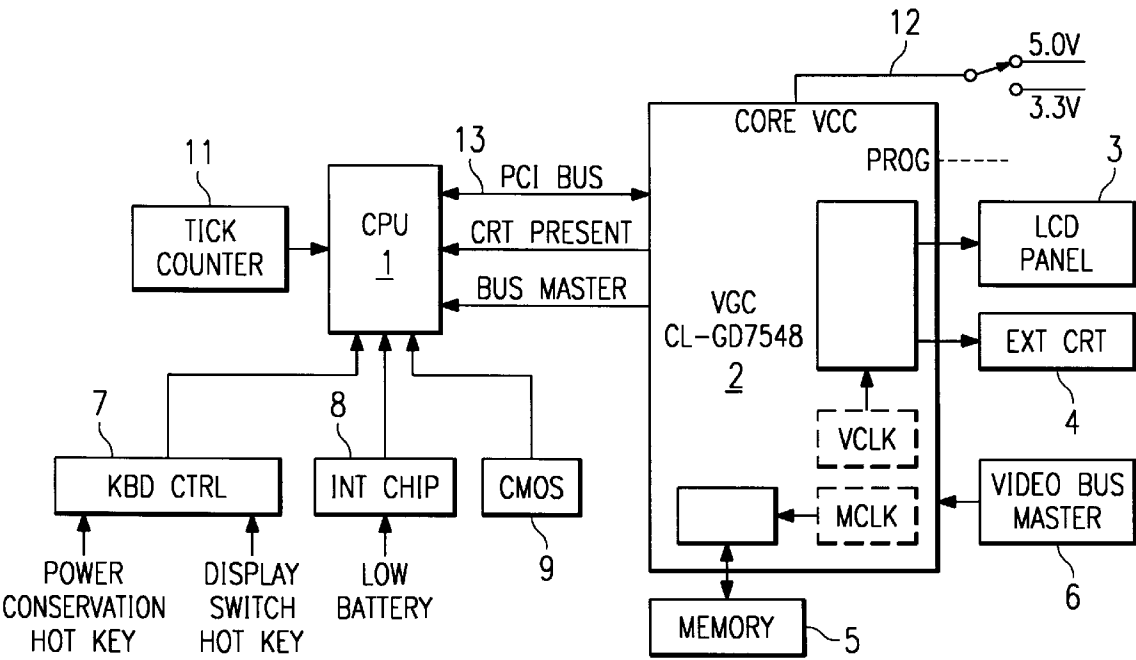 12
5.0V
3.3V
CORE VCC
PROG
11
13
3
TICK
COUNTER
CPU
1
PCI BUS
CRT PRESENT
BUS MASTER
LCD
PANEL
VGC
CL-GD7548
2
EXT CRT
4
7
8
VCLK
KBD CTRL
INT CHIP
CMOS
MCLK
VIDEO BUS
MASTER
9
6
POWER
CONSERVATION
HOT KEY
DISPLAY
SWITCH
HOT KEY
LOW
BATTERY
MEMORY
5